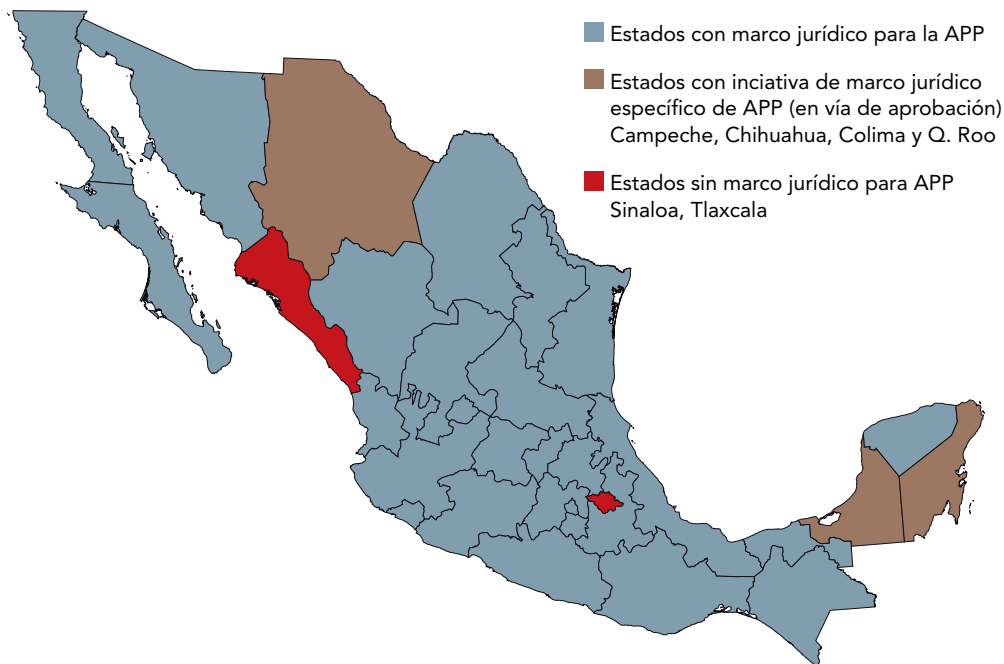 Estados con marco jurídico para la APP
Estados con inciativa de marco jurídico
específico de APP (en vía de aprobación)
Campeche, Chihuahua, Colima y Q. Roo
Estados sin marco jurídico para APP
Sinaloa, Tlaxcala